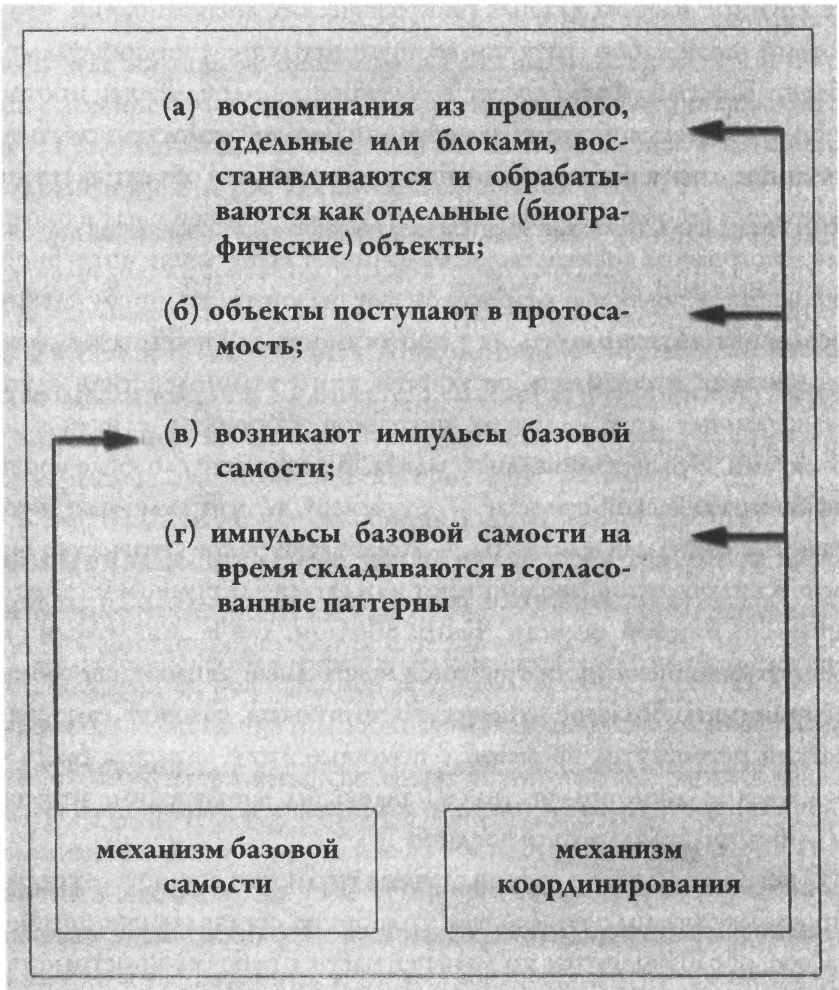 (а) воспоминания из прошлого,
отдельные или блоками, вос-
станавливаются и обрабаты-
ваются как отдельные (биогра-
фические) объекты;
(б) объекты поступают в протоса-
мость;
(в) возникают импульсы базовой
самости;
(г) импульсы базовой самости на
время складываются в согласо-
ванные паттерны
механизм базовой
самости
механизм
координирования